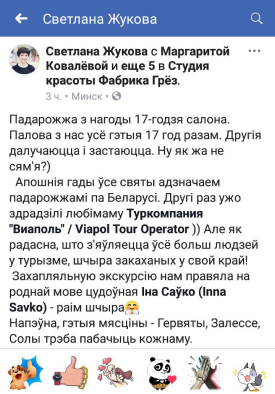 Светлана Жукова
Светлана Жукова с Маргаритой
Ковалёвой и еще 5 в Студия
красоты Фабрика Грёз.
3 ч. • Минск •
Падарожжа з нагоды 17-годзя салона.
Палова з нас усё гэтыя 17 год разам. Другія
далучаюцца і застаюцца. Ну як жа не
сям'я?)
Апошнія гады ўсе святы адзначаем
падарожжамі па Беларусі. Другі раз ужо
здрадзілі любімаму Туркомпания
"Виаполь" / Viapol Tour Operator )) Але як
радасна, што з'яўляецца ўсё больш людзей
у турызме, шчыра закаханых у свой край!
Захапляльную экскурсію нам правяла на
роднай мове цудоўная Іна Саўко (Inna
Savko) - раім шчыра🤗
Напэўна, гэтыя мясціны - Гервяты, Залессе,
Солы трэба пабачыць кожнаму.